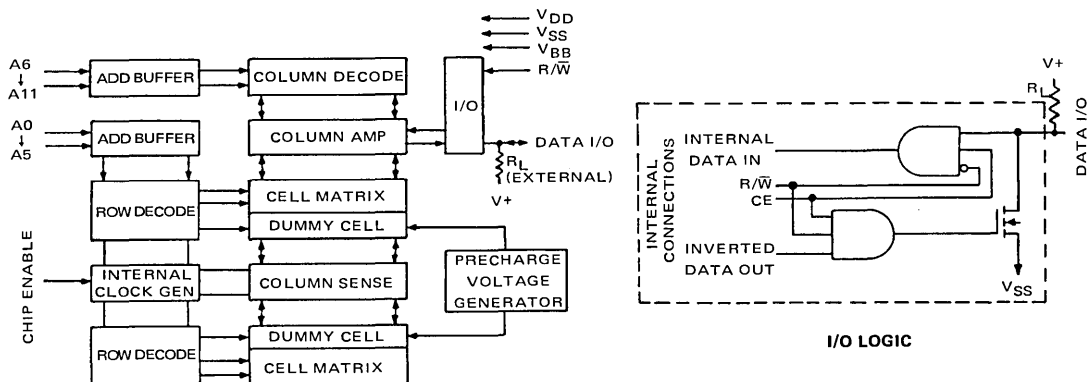 VDD
VSS
VBB
R/W̅
A6
A11
ADD BUFFER
COLUMN DECODE
I/O
A0
A5
ADD BUFFER
COLUMN AMP
DATA I/O
RL
(EXTERNAL)
V+
ROW DECODE
CELL MATRIX
DUMMY CELL
CHIP ENABLE
INTERNAL
CLOCK GEN
COLUMN SENSE
PRECHARGE
VOLTAGE
GENERATOR
ROW DECODE
DUMMY CELL
CELL MATRIX
V+
RL
DATA I/O
INTERNAL
CONNECTIONS
INTERNAL
DATA IN
R/W̅
CE
INVERTED
DATA OUT
VSS
I/O LOGIC